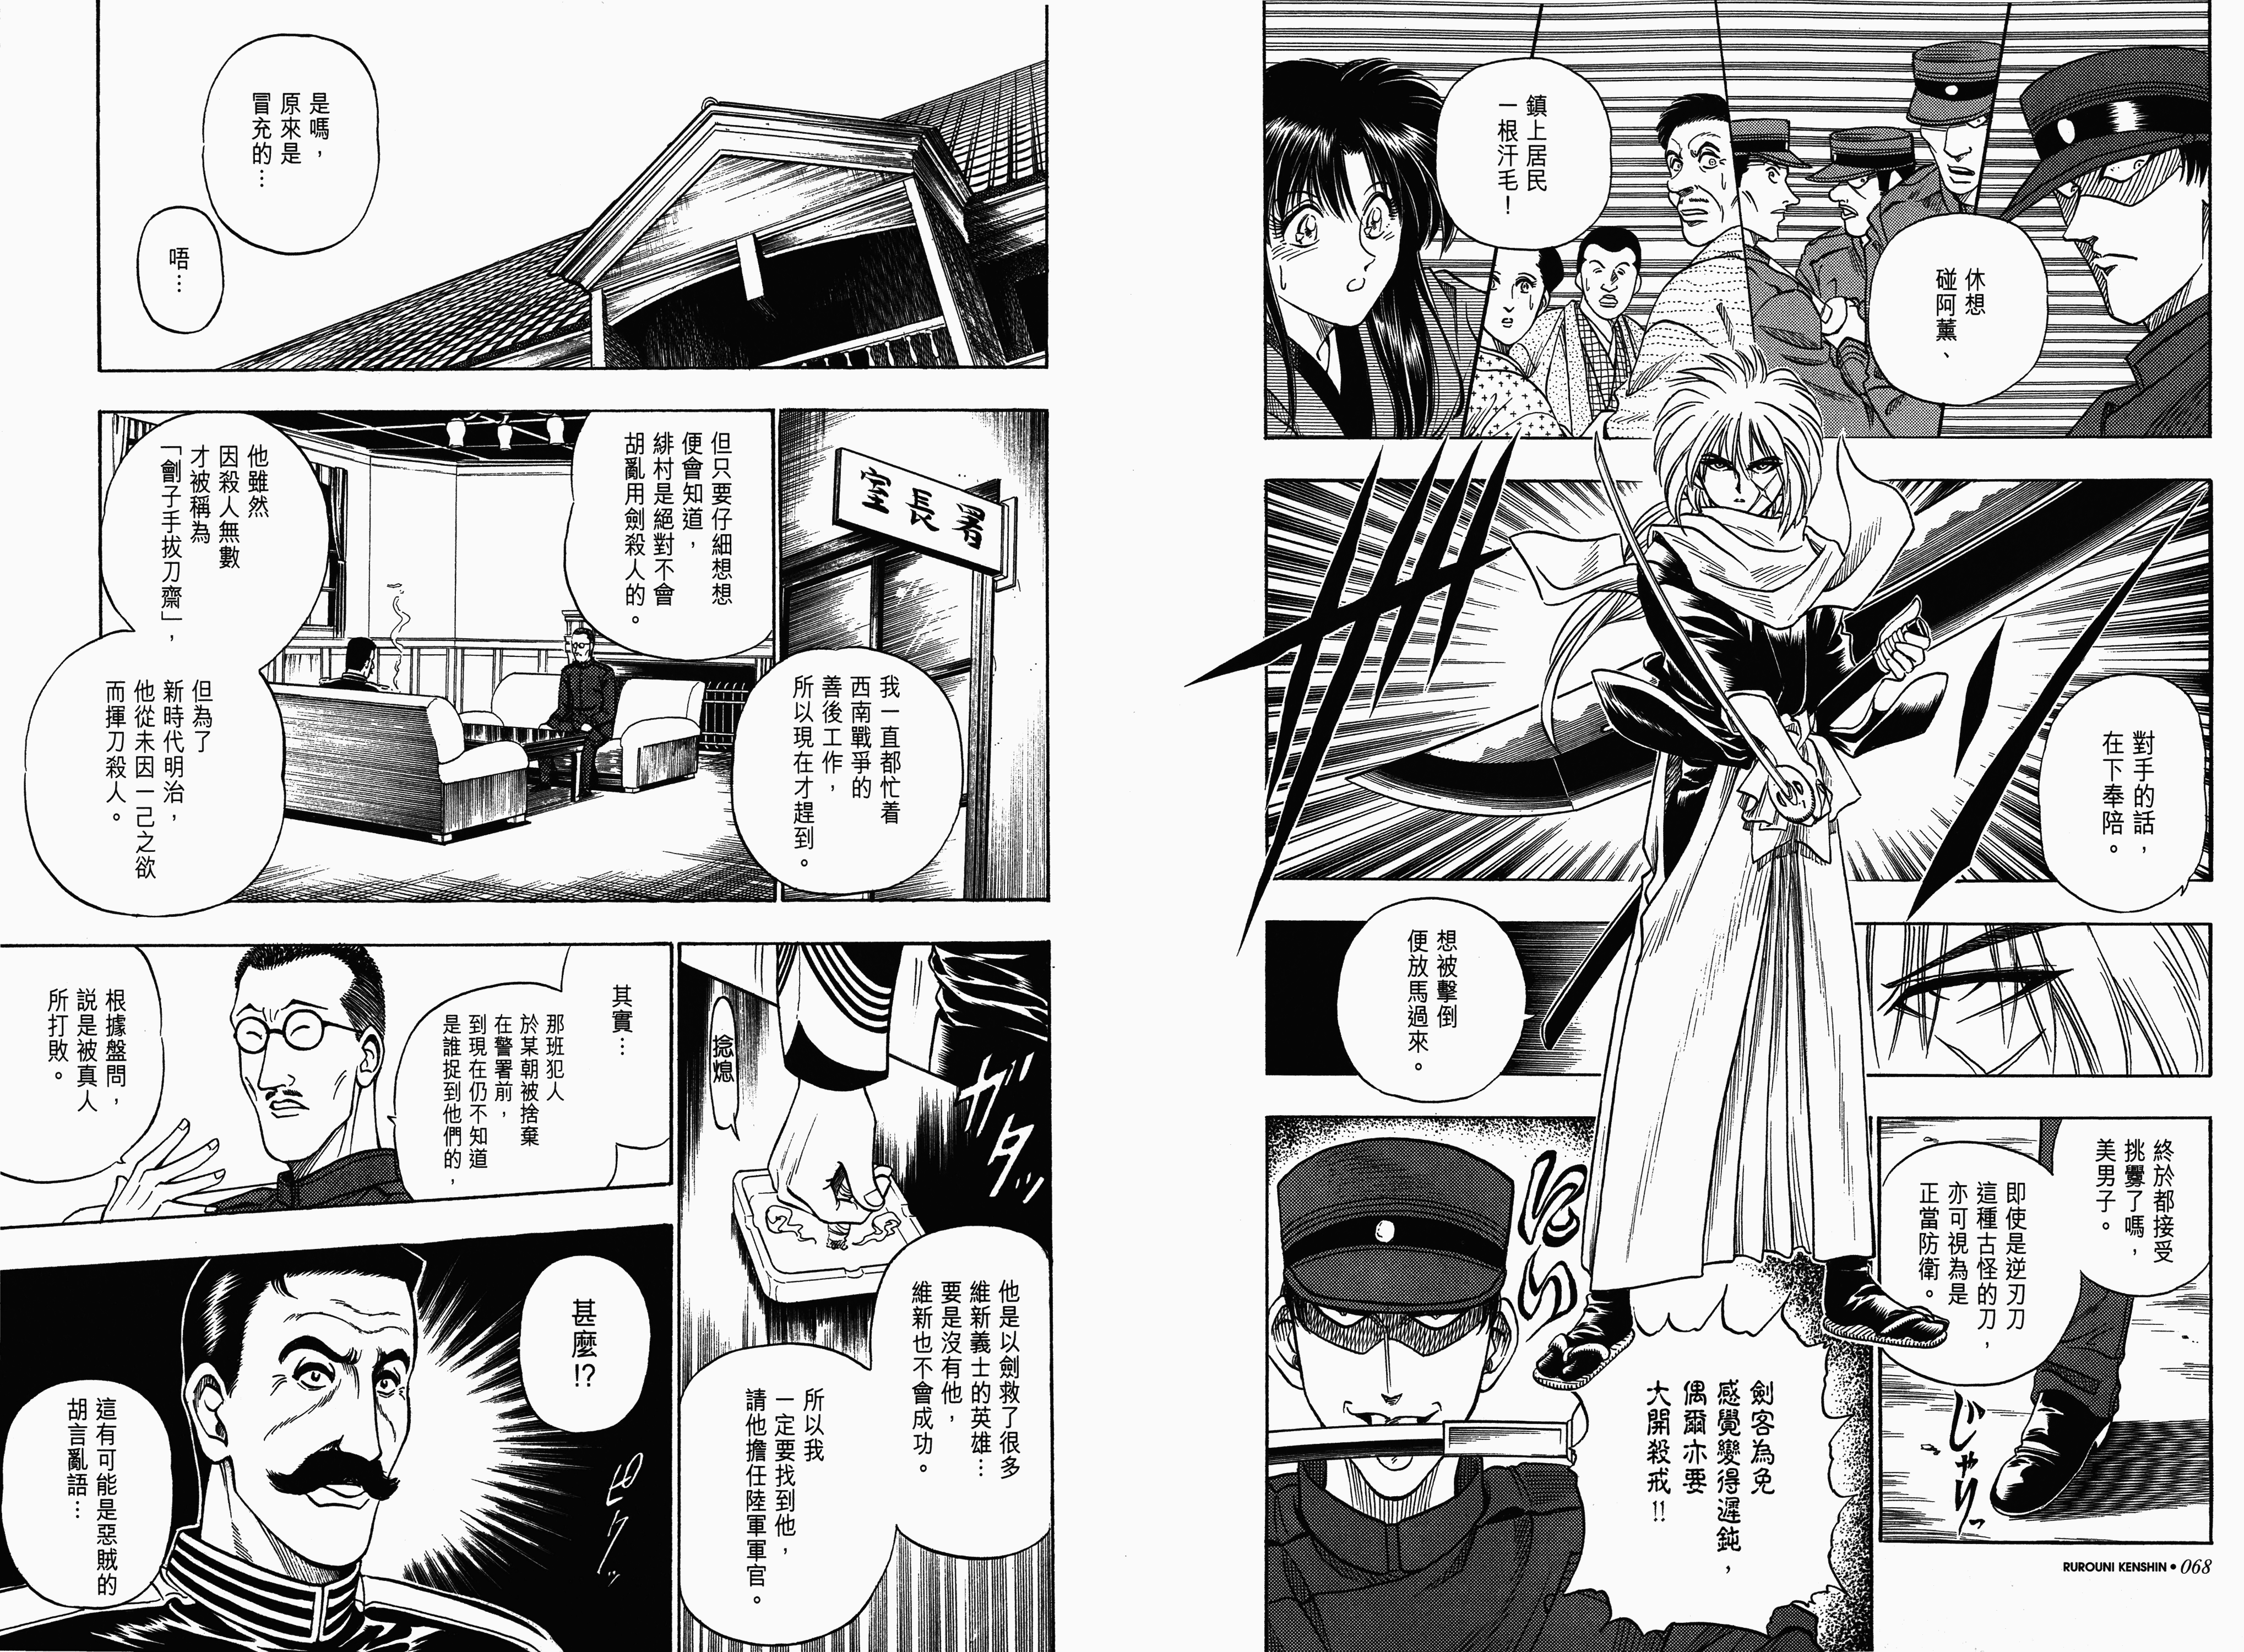 休想
碰阿薰、
鎮上居民
一根汗毛！
對手的話，
在下奉陪。
想被擊倒
便放馬過來。
終於都接受
挑釁了嗎，
美男子。
即使是逆刃刀
這種古怪的刀，
亦可視為是
正當防衛。
じゃりっ
劍客為免
感覺變得遲鈍，
偶爾亦要
大開殺戒!!
にいい
RUROUNI KENSHIN • 068
是嗎，
原來是
冒充的…
唔…
署長室
我一直都忙着
西南戰爭的
善後工作，
所以現在才趕到。
但只要仔細想想
便會知道，
緋村是絕對不會
胡亂用劍殺人的。
他雖然
因殺人無數
才被稱為
「劊子手拔刀齋」，
但為了
新時代明治，
他從未因一己之欲
而揮刀殺人。
ガタッ
捻熄
他是以劍救了很多
維新義士的英雄…
要是沒有他，
維新也不會成功。
所以我
一定要找到他，
請他擔任陸軍軍官。
其實…
那班犯人
於某朝被捨棄
在警署前，
到現在仍不知道
是誰捉到他們的，
根據盤問，
説是被真人
所打敗。
甚麼!?
ピクッ
這有可能是惡賊的
胡言亂語…